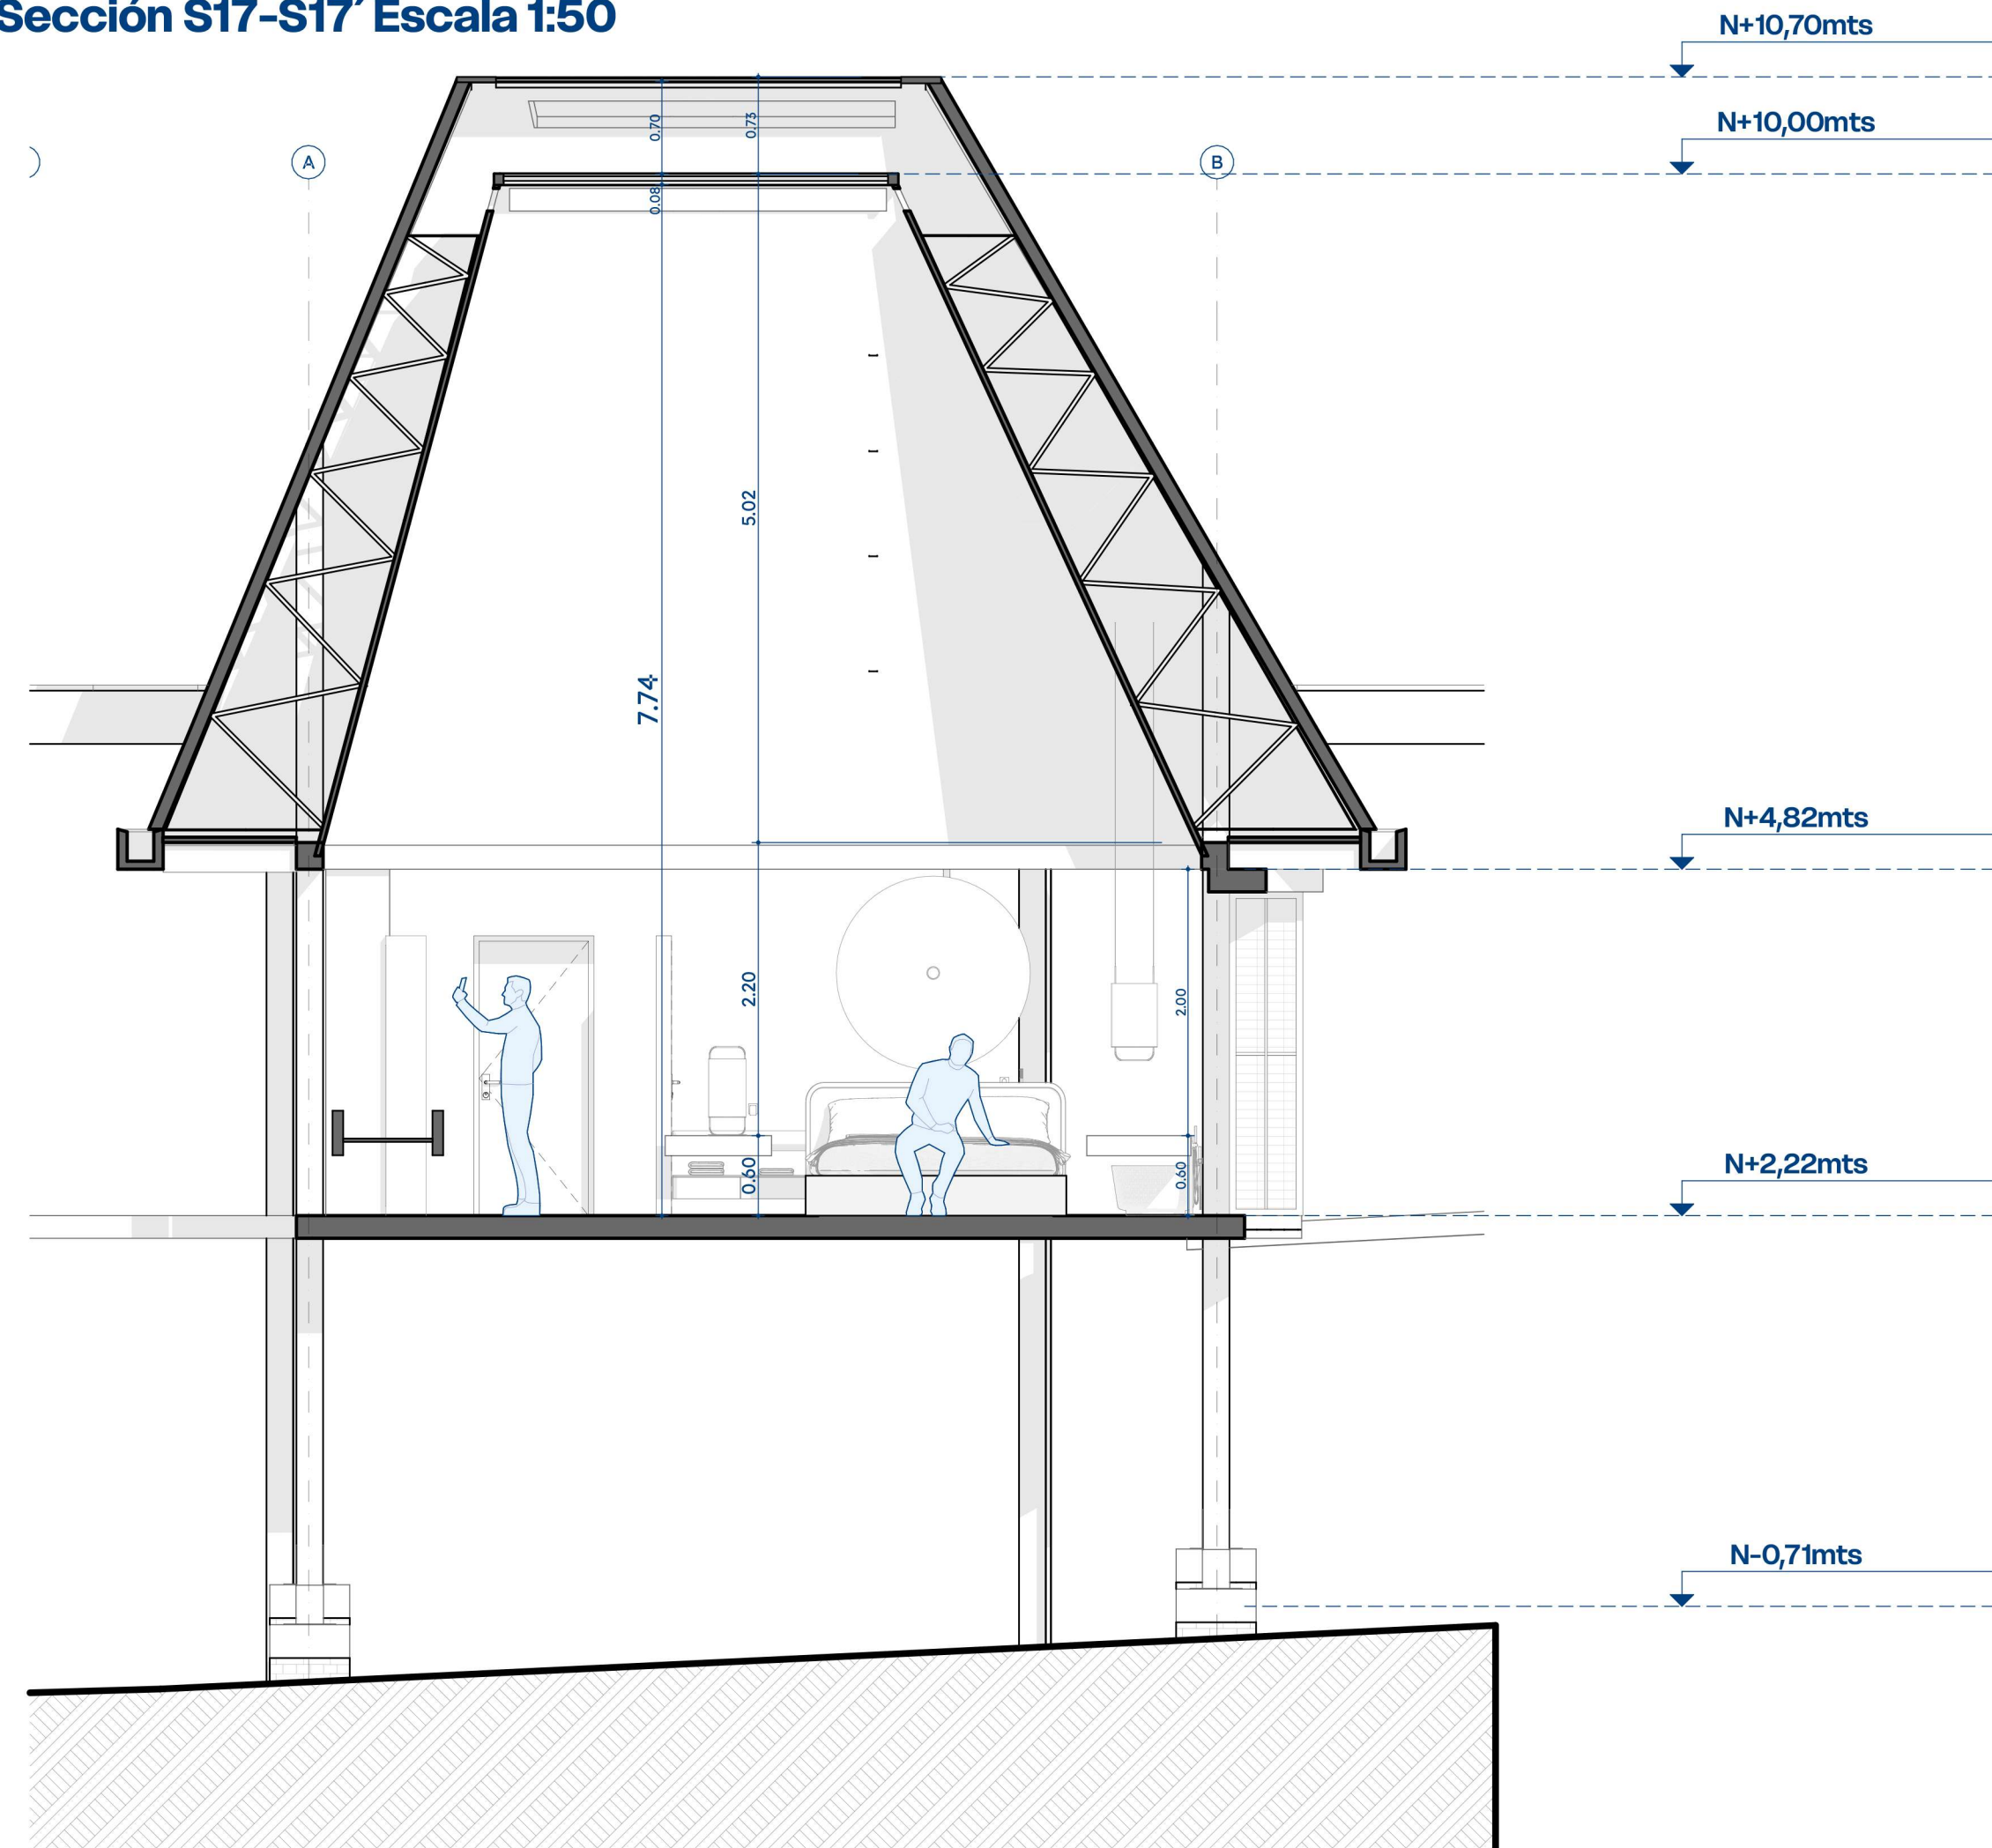 Sección S17-S17´ Escala 1:50
N+10,70mts
N+10,00mts
A
B
0.70
0.73
0.08
5.02
7.74
N+4,82mts
2.20
2.00
N+2,22mts
0.60
0.60
N-0,71mts